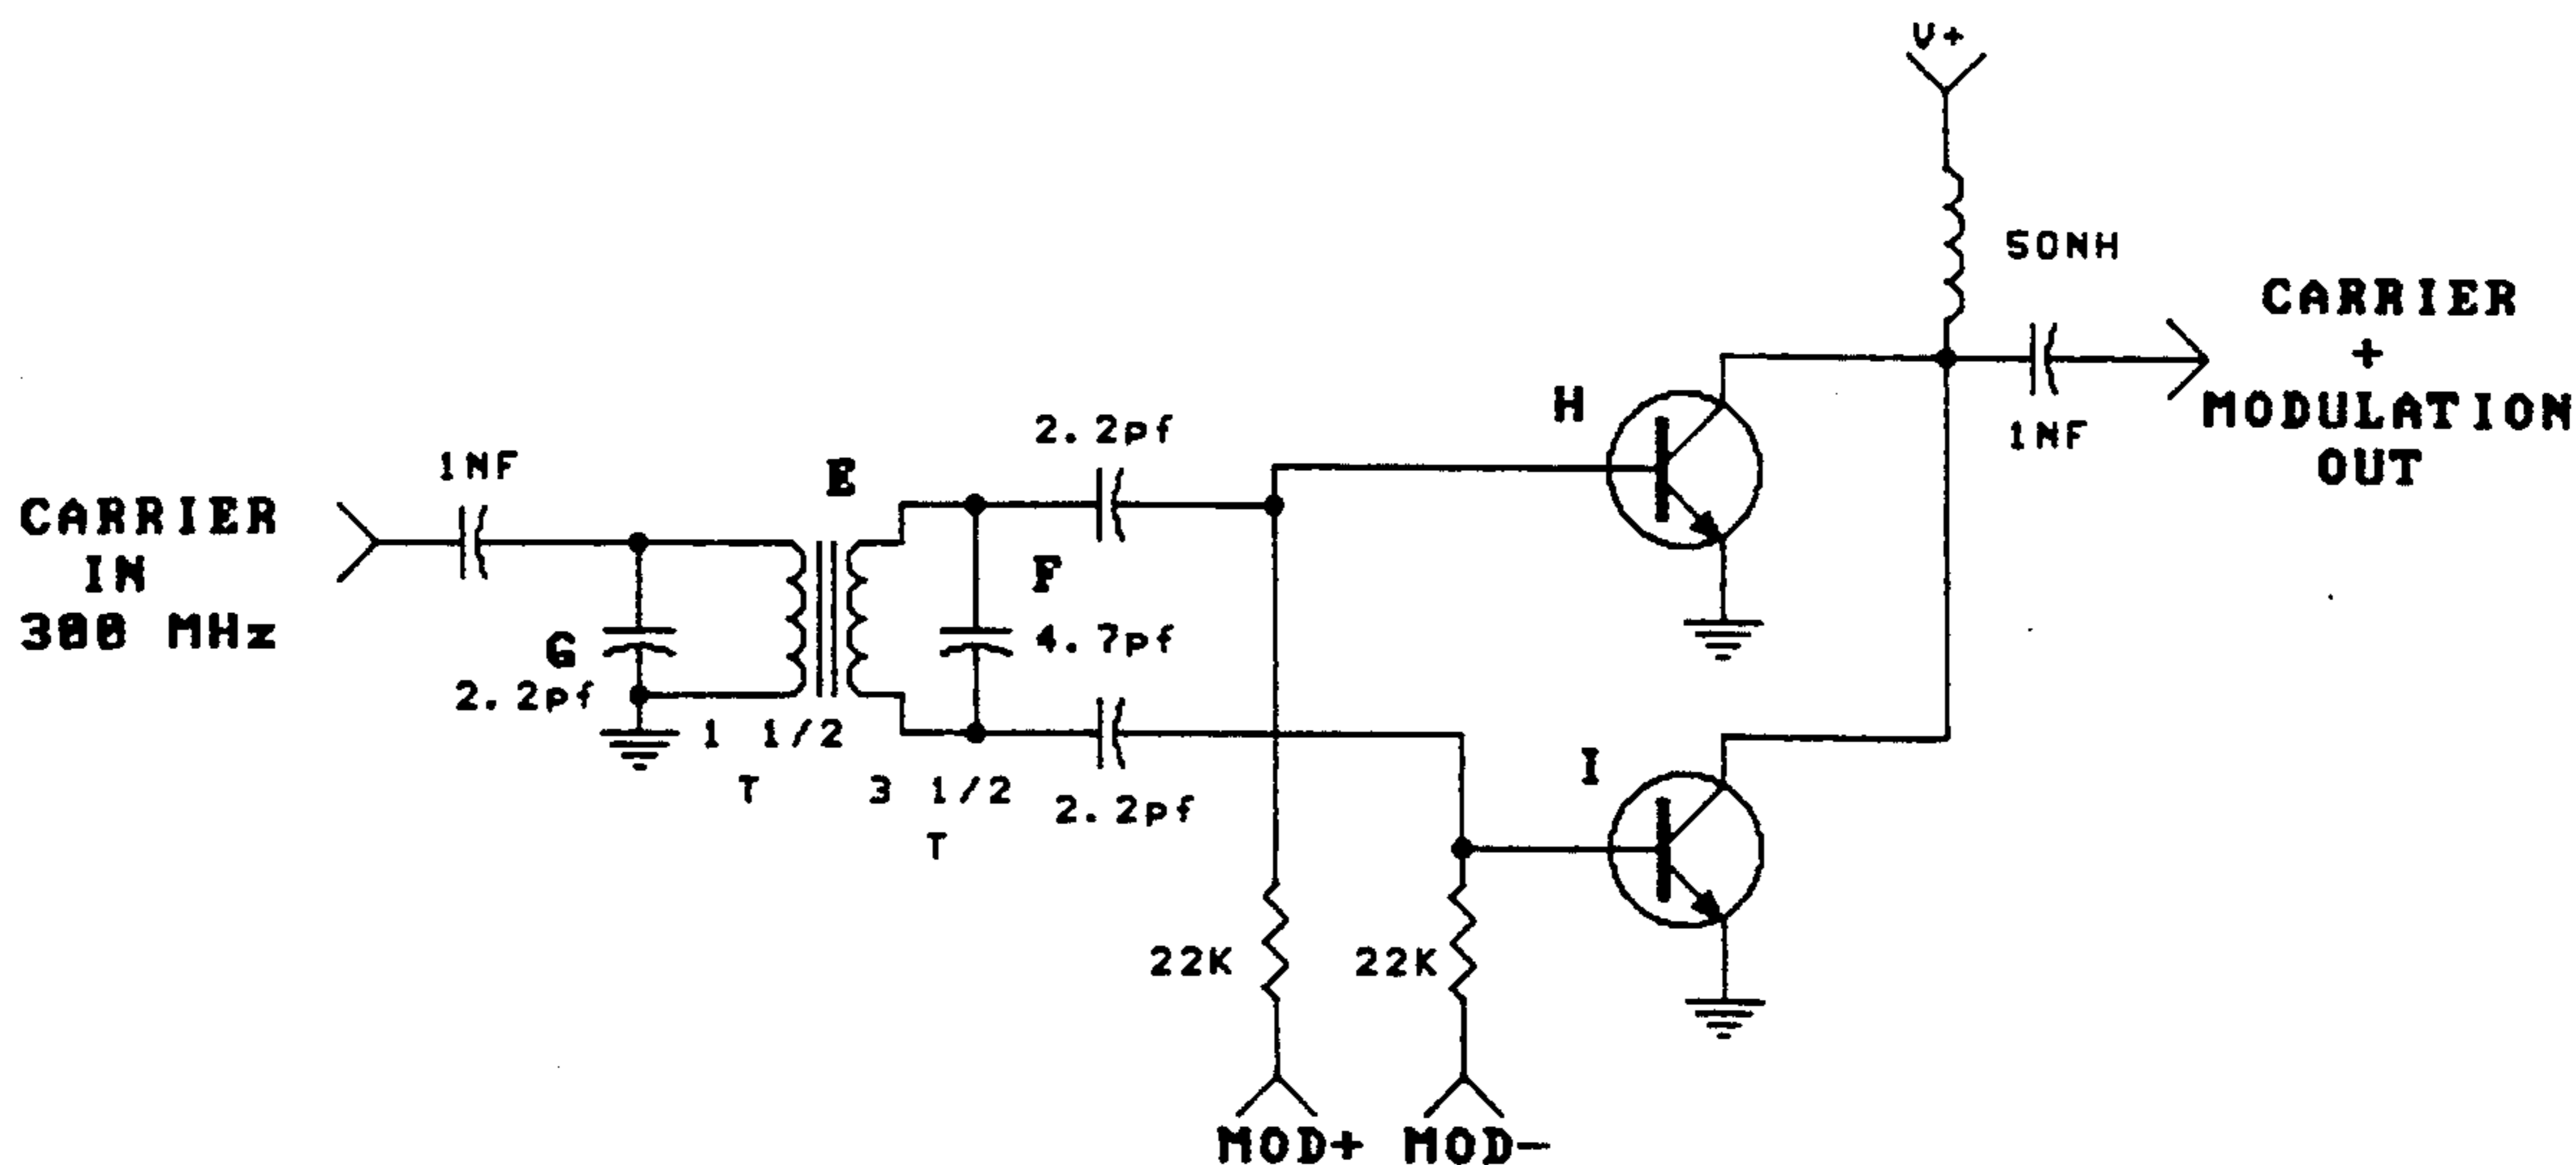 V+
50NH
CARRIER
+
MODULATION
OUT
1NF
H
2.2pf
1NF
E
CARRIER
IN
300 MHz
F
4.7pf
G
2.2pf
1 1/2
T
3 1/2
T
2.2pf
I
22K
22K
MOD+
MOD-